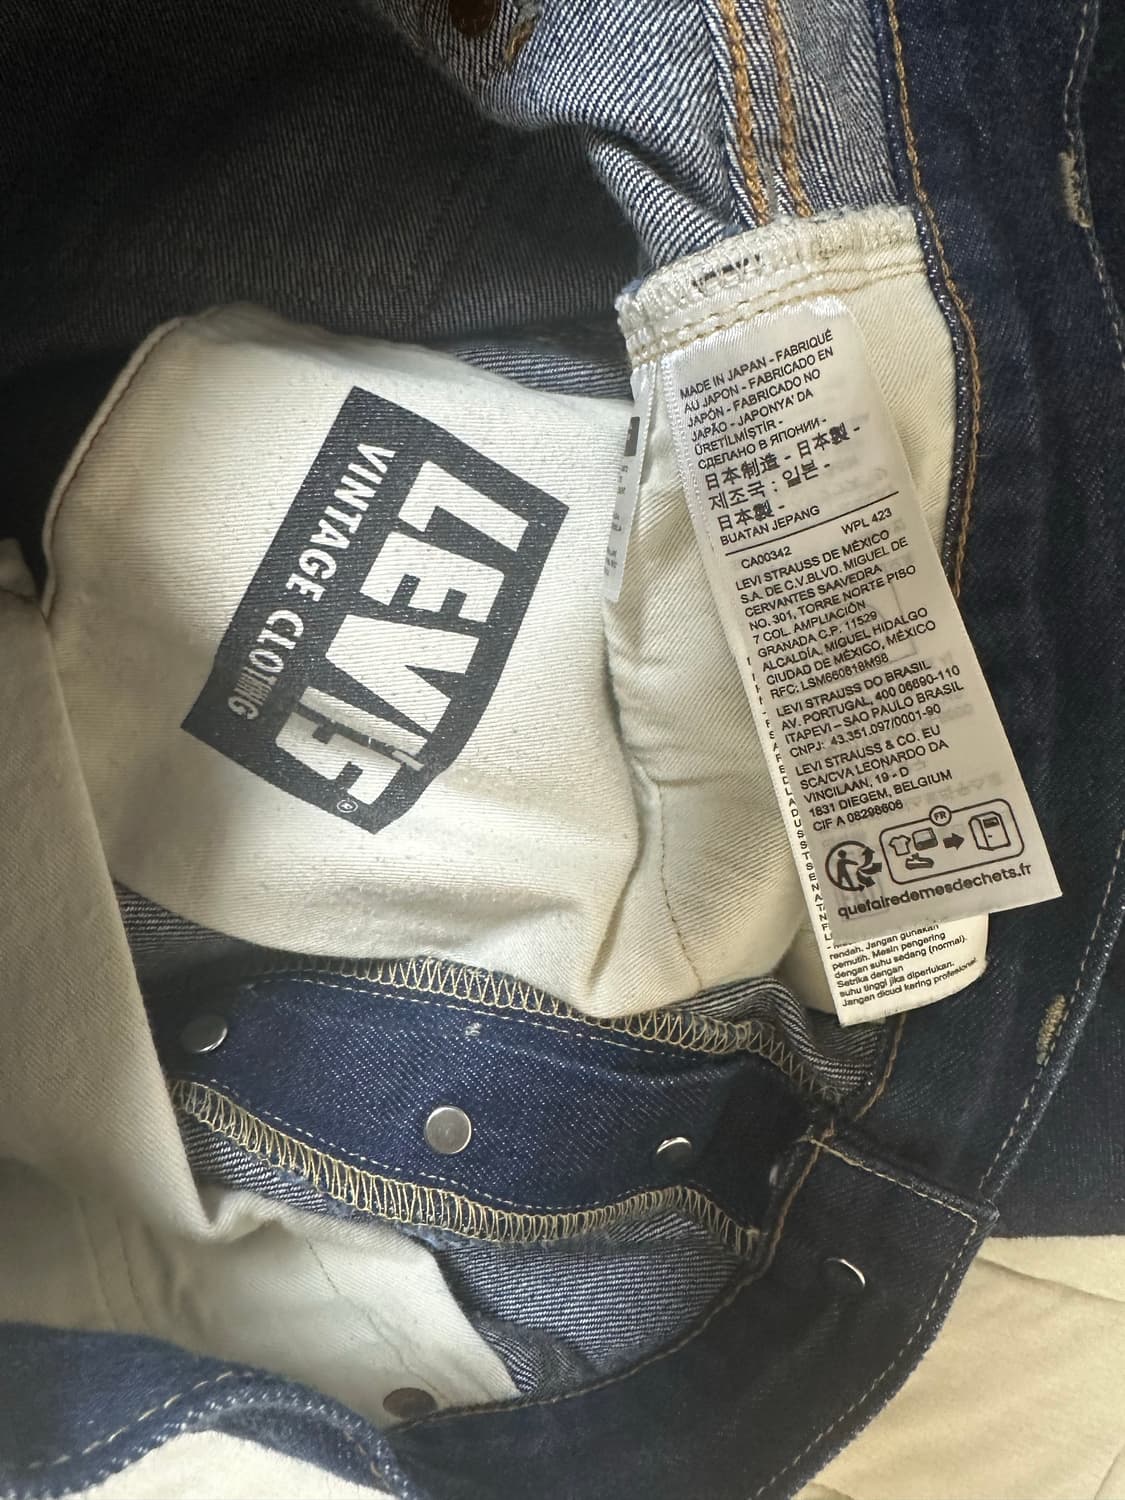 LEVI'S
VINTAGE CLOTHING
®
MADE IN JAPAN - FABRIQUÉ
AU JAPON - FABRICADO EN
JAPÓN - FABRICADO NO
JAPÃO - JAPONYA' DA
ÜRETİLMİŞTİR -
СДЕЛАНО В ЯПОНИИ -
日本制造 - 日本製 -
제조국 : 일본 -
日本製 -
BUATAN JEPANG
CA00342 WPL 423
LEVI STRAUSS DE MÉXICO
S.A. DE C.V.BLVD. MIGUEL DE
CERVANTES SAAVEDRA
NO. 301, TORRE NORTE PISO
7 COL. AMPLIACIÓN
GRANADA C.P. 11529
ALCALDÍA, MIGUEL HIDALGO
CIUDAD DE MÉXICO, MÉXICO
RFC: LSM660818M98
LEVI STRAUSS DO BRASIL
AV. PORTUGAL, 400 06690-110
ITAPEVI – SAO PAULO BRASIL
CNPJ: 43.351.097/0001-90
LEVI STRAUSS & CO. EU
SCA/CVA LEONARDO DA
VINCILAAN, 19 - D
1831 DIEGEM, BELGIUM
CIF A 08298606
FR
quefairedemesdechets.fr
rendah. Jangan gunakan
pemutih. Mesin pengering
dengan suhu sedang (normal).
Setrika dengan
suhu tinggi jika diperlukan.
Jangan dicuci kering profesional.